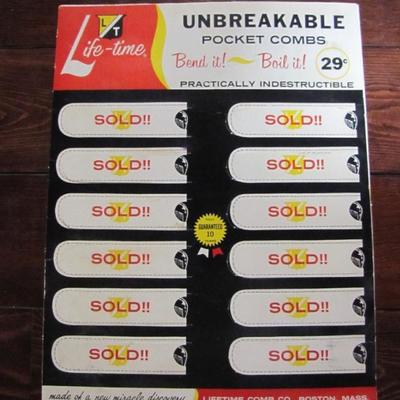 L T
Life-time®
UNBREAKABLE
POCKET COMBS
Bend it! ~ Boil it!
29¢
PRACTICALLY INDESTRUCTIBLE
SOLD!! SOLD!!
SOLD!! SOLD!!
SOLD!! SOLD!!
GUARANTEED
10
SOLD!! SOLD!!
SOLD!! SOLD!!
SOLD!! SOLD!!
made of a new miracle discovery
LIFETIME COMB CO., BOSTON, MASS.